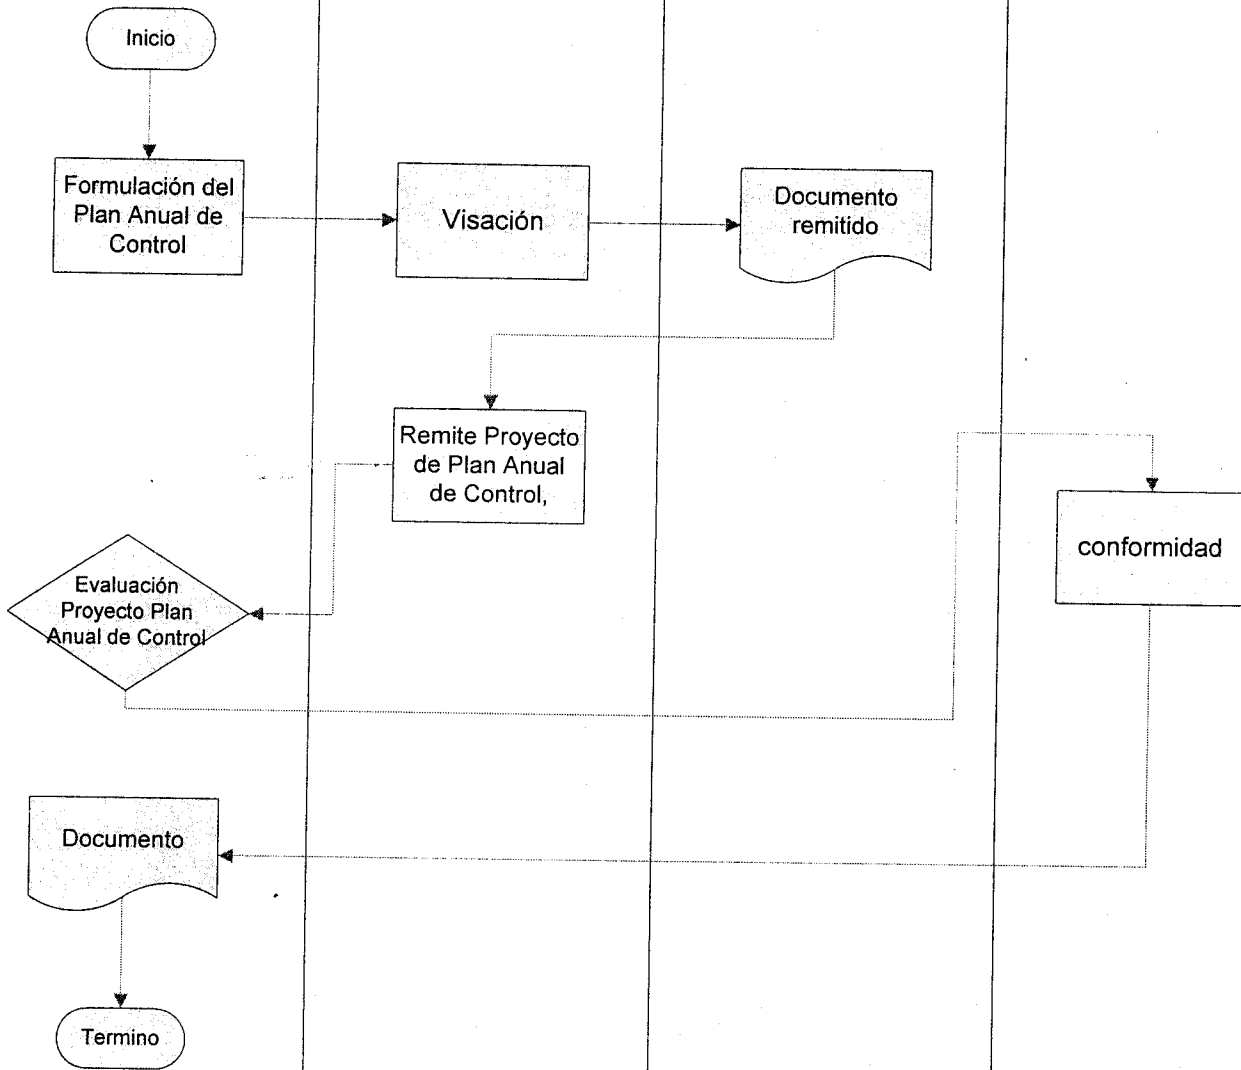 Inicio
Formulación del
Plan Anual de
Control
Visación
Documento
remitido
Remite Proyecto
de Plan Anual
de Control,
conformidad
Evaluación
Proyecto Plan
Anual de Control
Documento
Termino